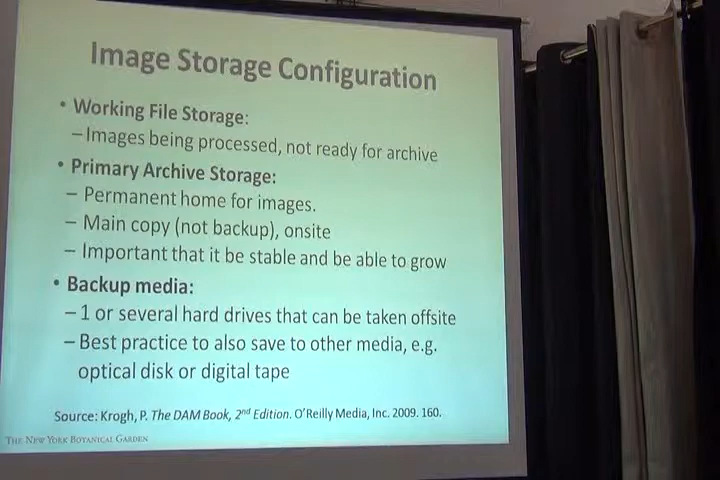 Image Storage Configuration
• Working File Storage:
– Images being processed, not ready for archive
• Primary Archive Storage:
– Permanent home for images.
– Main copy (not backup), onsite
– Important that it be stable and be able to grow
• Backup media:
– 1 or several hard drives that can be taken offsite
– Best practice to also save to other media, e.g.
optical disk or digital tape
Source: Krogh, P. The DAM Book, 2nd Edition. O'Reilly Media, Inc. 2009. 160.
THE NEW YORK BOTANICAL GARDEN